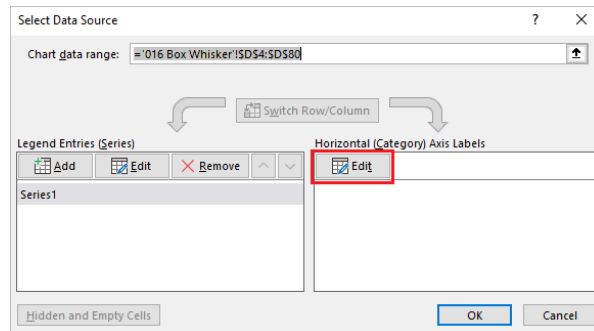 Select Data Source ? ×
Chart data range: ='016 Box Whisker'!$D$4:$D$80
Switch Row/Column
Legend Entries (Series)
Add Edit Remove
Series1
Horizontal (Category) Axis Labels
Edit
Hidden and Empty Cells
OK Cancel